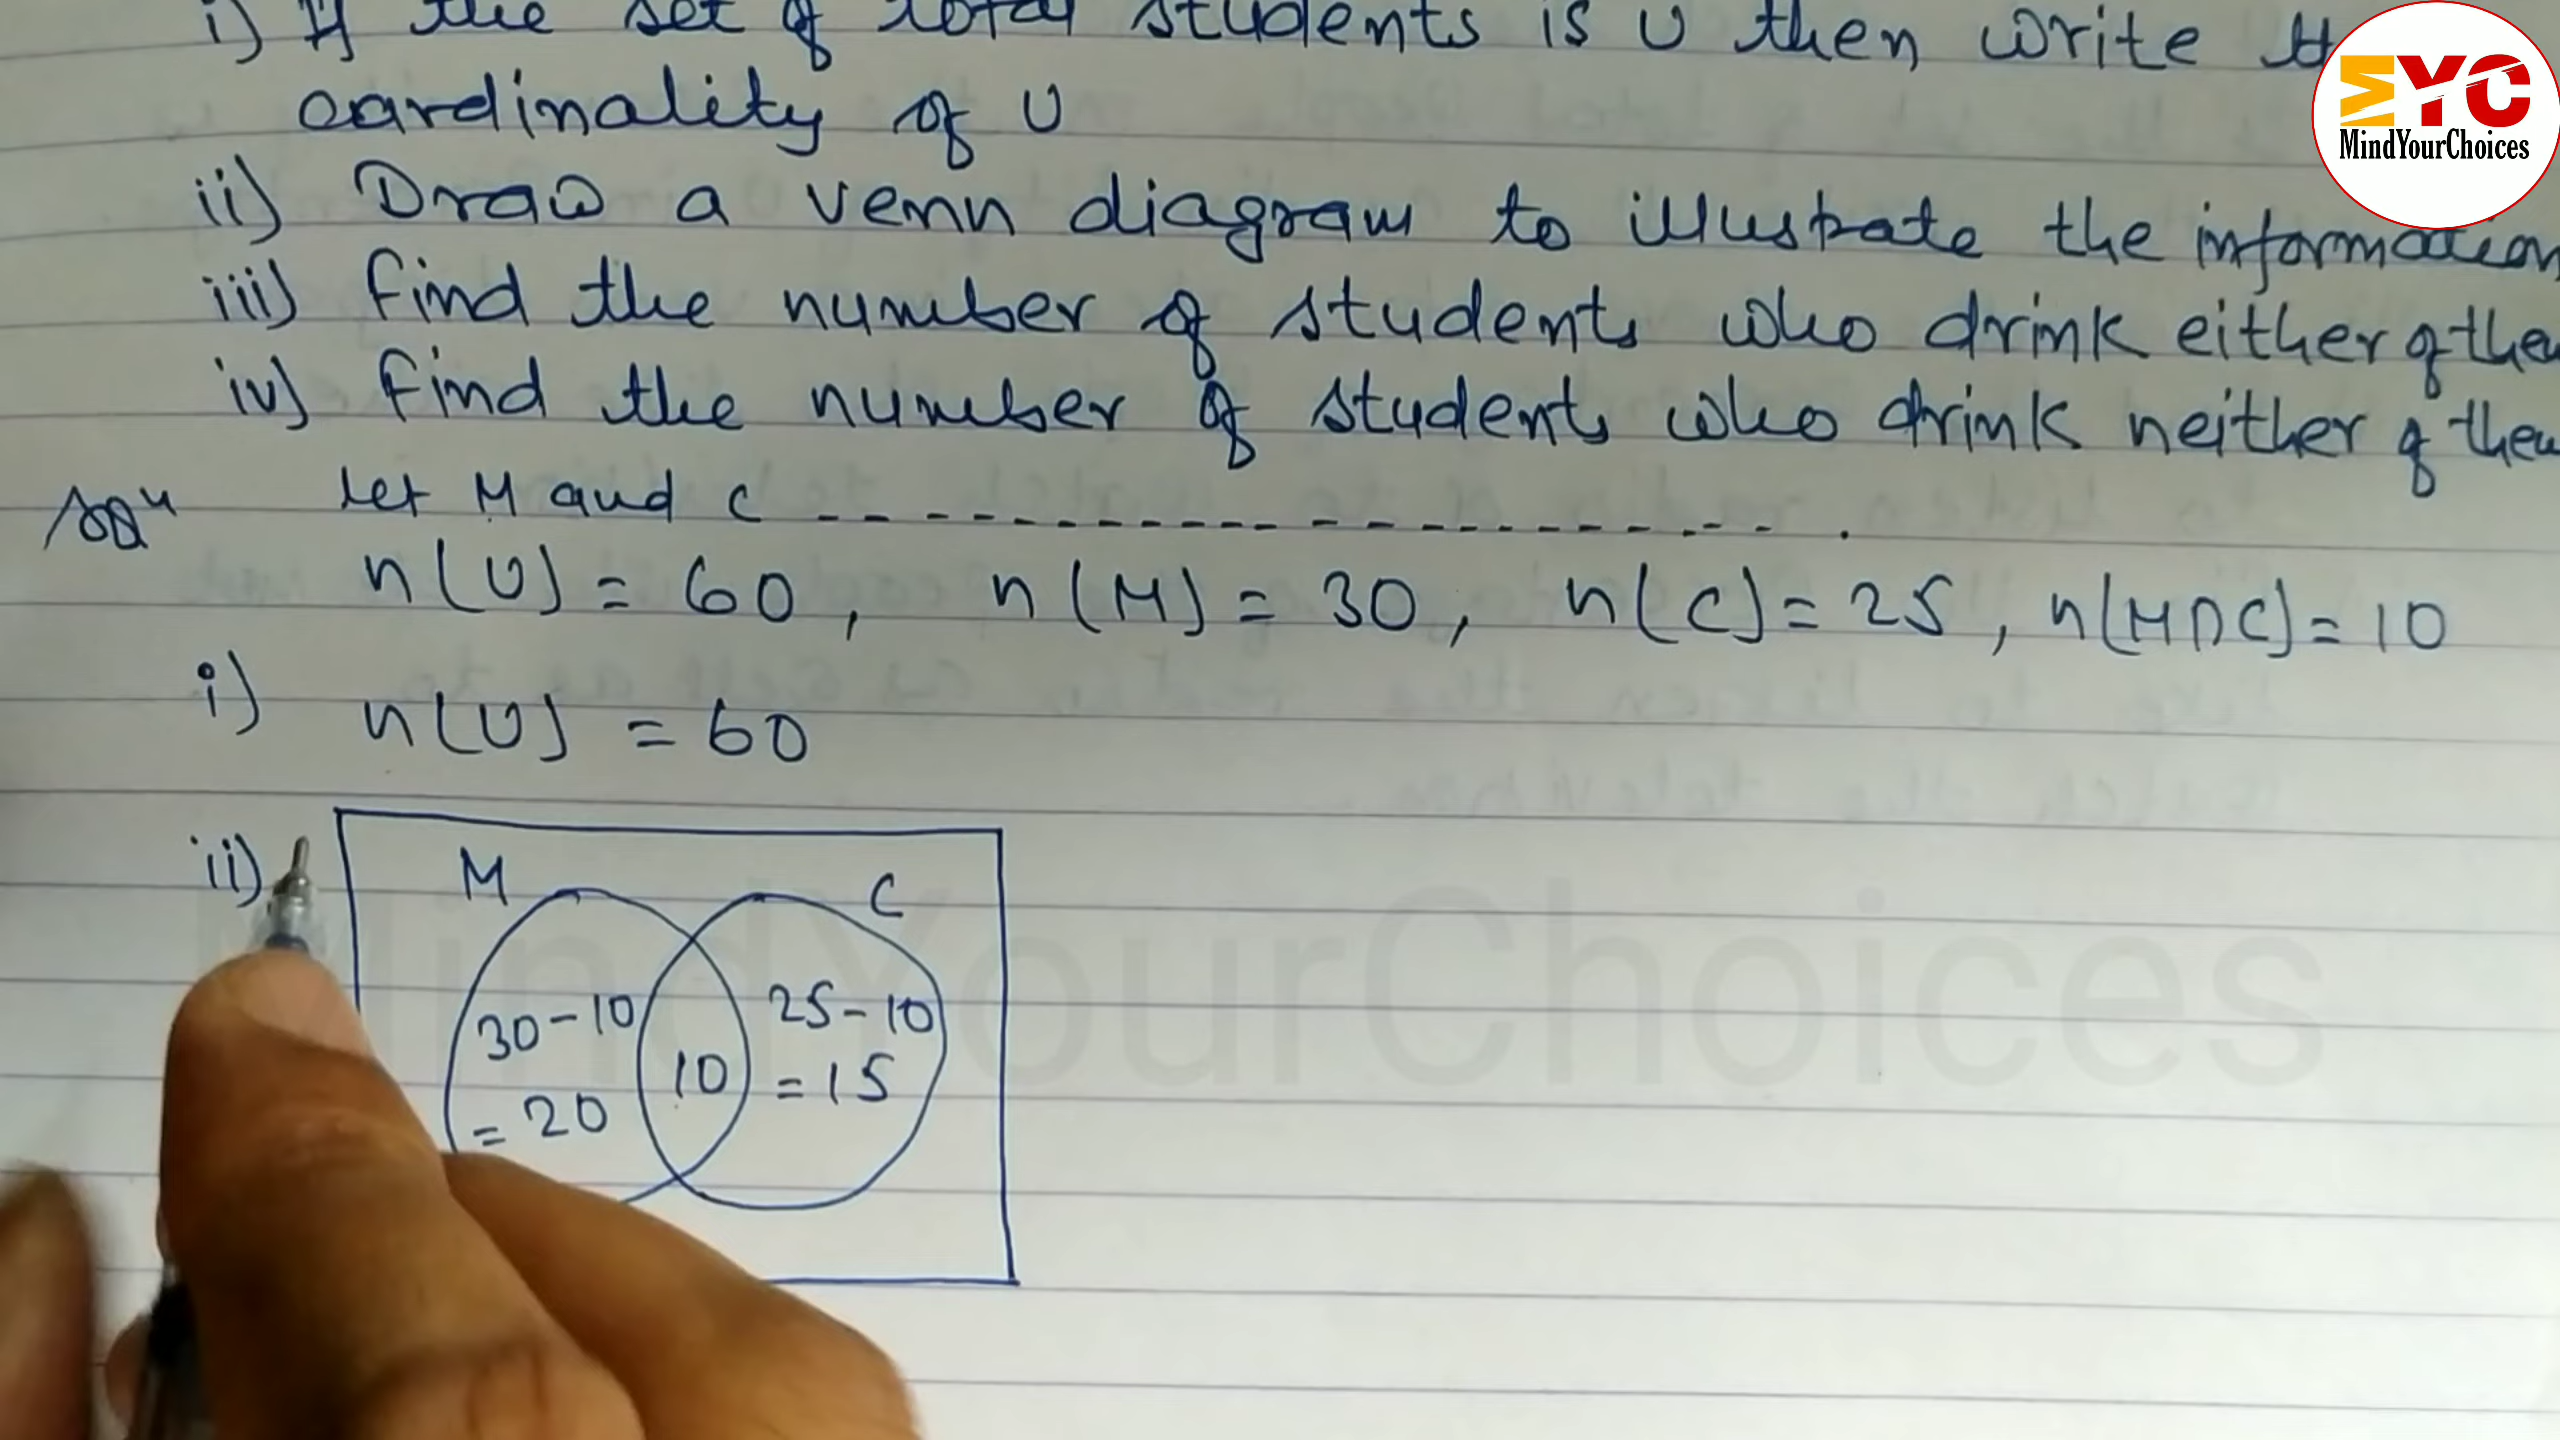 i) If the set of total students is U then write
cardinality of U
ii) Draw a venn diagram to illustrate the information
iii) find the number of students who drink either of them
iv) find the number of students who drink neither of them
Solⁿ let M and C -------------------.
n(U) = 60, n(M) = 30, n(C) = 25, n(M∩C) = 10
i) n(U) = 60
ii)
M C
30-10 25-10
= 20 10 = 15
MYC
MindYourChoices
MindYourChoices